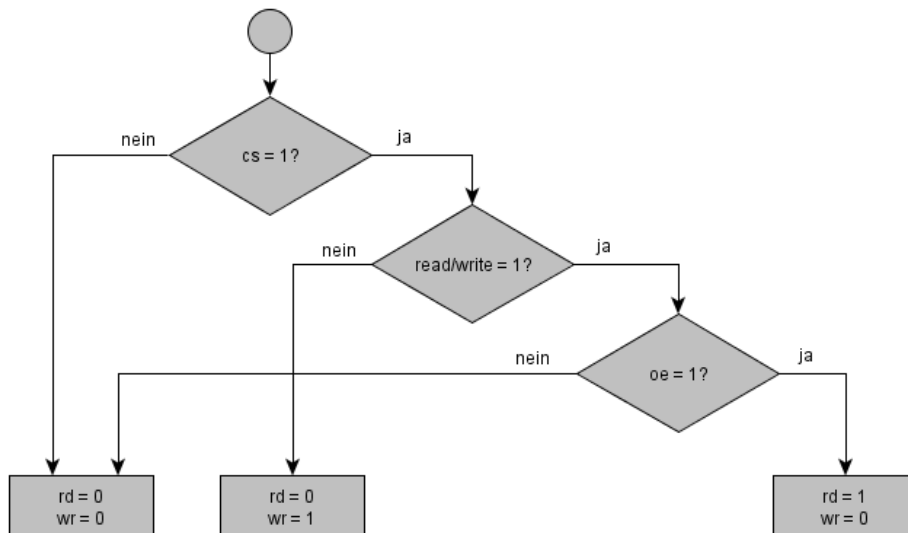 nein
cs = 1?
ja
nein
read/write = 1?
ja
nein
oe = 1?
ja
rd = 0
wr = 0
rd = 0
wr = 1
rd = 1
wr = 0